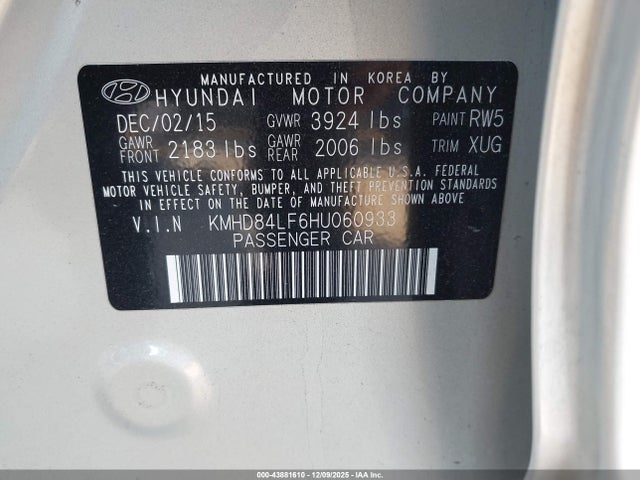 MANUFACTURED IN KOREA BY
HYUNDAI MOTOR COMPANY
DEC/02/15 GVWR 3924 lbs PAINT RW5
GAWR FRONT 2183 lbs GAWR REAR 2006 lbs TRIM XUG
THIS VEHICLE CONFORMS TO ALL APPLICABLE U.S.A. FEDERAL
MOTOR VEHICLE SAFETY, BUMPER, AND THEFT PREVENTION STANDARDS
IN EFFECT ON THE DATE OF MANUFACTURE SHOWN ABOVE.
V.I.N KMHD84LF6HU060933
PASSENGER CAR
000-43881610 | 12/09/2025 - IAAI.COM